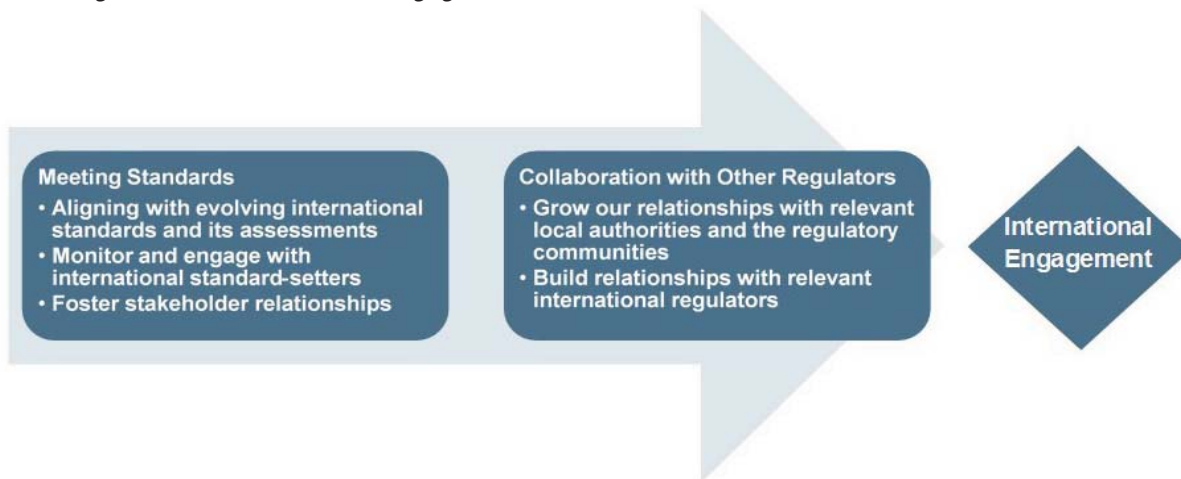 Meeting Standards
• Aligning with evolving international
standards and its assessments
• Monitor and engage with
international standard-setters
• Foster stakeholder relationships
Collaboration with Other Regulators
• Grow our relationships with relevant
local authorities and the regulatory
communities
• Build relationships with relevant
international regulators
International
Engagement